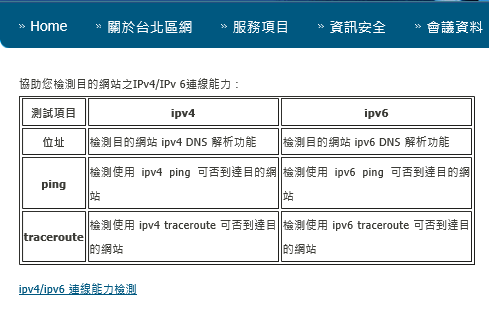 » Home » 關於台北區網 » 服務項目 » 資訊安全 » 會議資料
協助您檢測目的網站之IPv4/IPv 6連線能力：
測試項目 ipv4 ipv6
位址 檢測目的網站 ipv4 DNS 解析功能 檢測目的網站 ipv6 DNS 解析功能
ping 檢測使用 ipv4 ping 可否到達目的網站 檢測使用 ipv6 ping 可否到達目的網站
traceroute 檢測使用 ipv4 traceroute 可否到達目的網站 檢測使用 ipv6 traceroute 可否到達目的網站
ipv4/ipv6 連線能力檢測